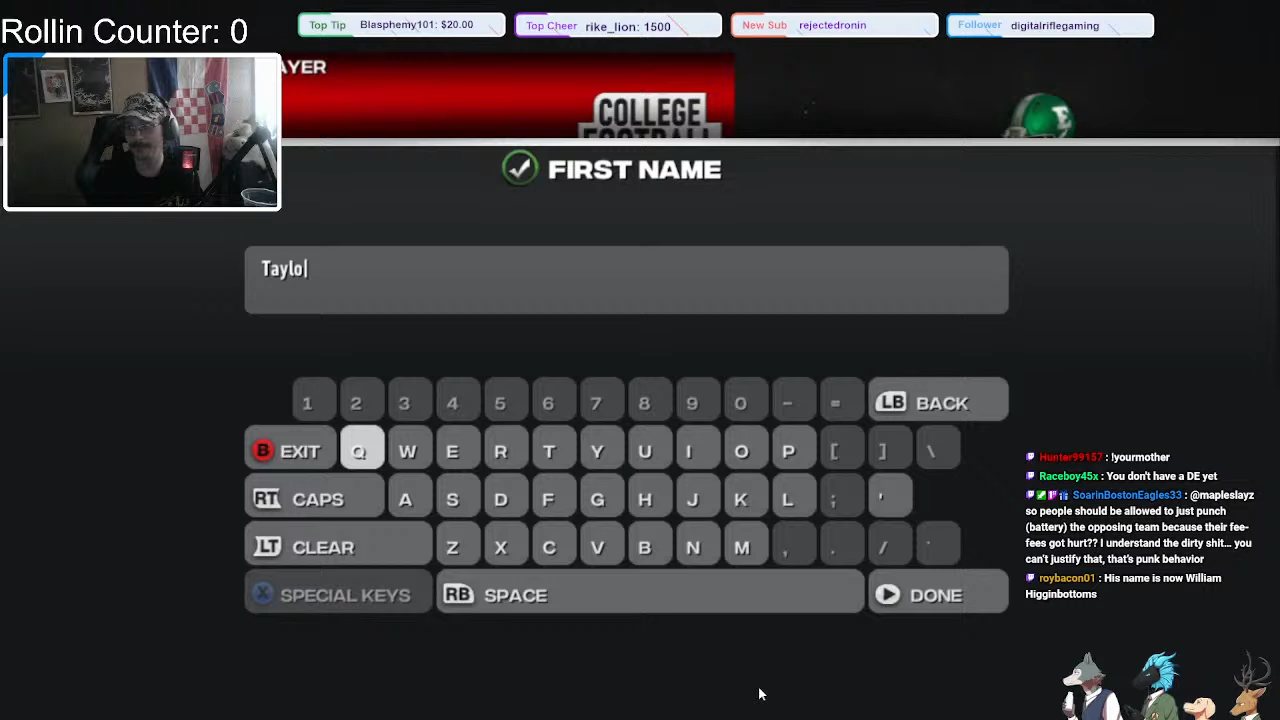 Rollin Counter: 0
Top Tip Blasphemy101: $20.00
Top Cheer rike_lion: 1500
New Sub rejectedronin
Follower digitalriflegaming
AYER
COLLEGE
FOOTBALL
E
FIRST NAME
Taylo
1 2 3 4 5 6 7 8 9 0 - = LB BACK
B EXIT Q W E R T Y U I O P [ ] \
RT CAPS A S D F G H J K L ; '
LT CLEAR Z X C V B N M , . / `
X SPECIAL KEYS RB SPACE DONE
Hunter99157 : !yourmother
Raceboy45x : You don't have a DE yet
SoarinBostonEagles33 : @mapleslayz
so people should be allowed to just punch
(battery) the opposing team because their fee-
fees got hurt?? I understand the dirty shit... you
can't justify that, that's punk behavior
roybacon01 : His name is now William
Higginbottoms